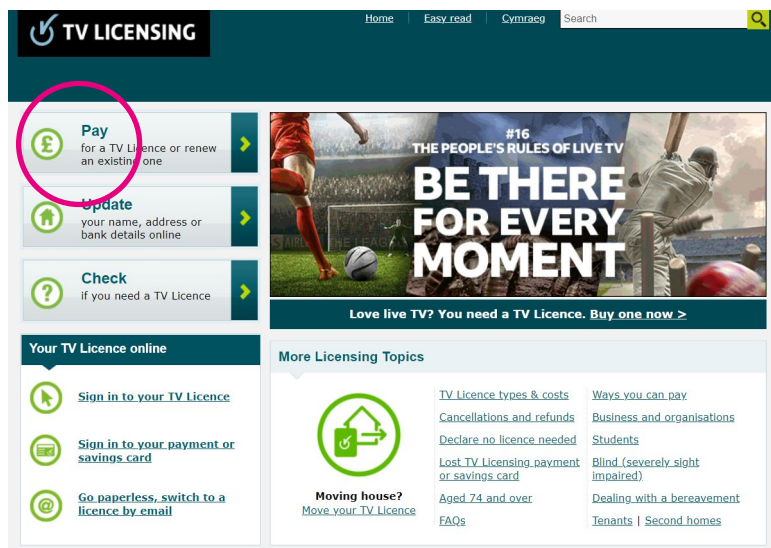 TV LICENSING
Home
Easy read
Cymraeg
Search
£
Pay
for a TV Licence or renew
an existing one
Update
your name, address or
bank details online
?
Check
if you need a TV Licence
#16
THE PEOPLE'S RULES OF LIVE TV
BE THERE
FOR EVERY
MOMENT
Love live TV? You need a TV Licence. Buy one now >
Your TV Licence online
Sign in to your TV Licence
Sign in to your payment or
savings card
@
Go paperless, switch to a
licence by email
More Licensing Topics
Moving house?
Move your TV Licence
TV Licence types & costs
Cancellations and refunds
Declare no licence needed
Lost TV Licensing payment
or savings card
Aged 74 and over
FAQs
Ways you can pay
Business and organisations
Students
Blind (severely sight
impaired)
Dealing with a bereavement
Tenants | Second homes